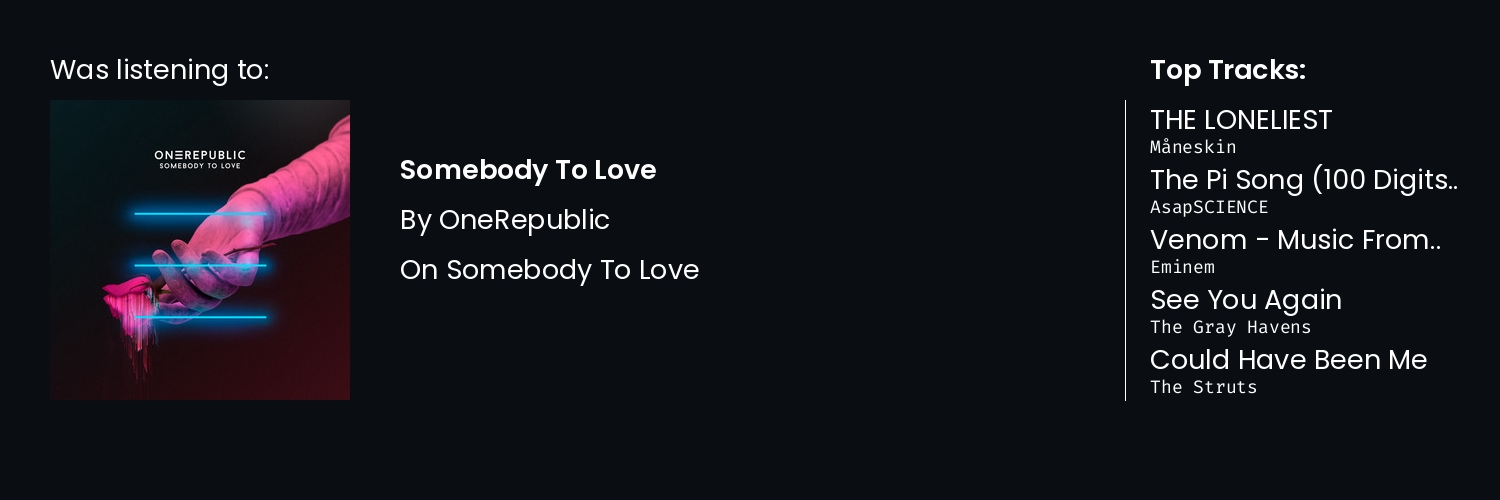 Was listening to:
ONEREPUBLIC
SOMEBODY TO LOVE
Somebody To Love
By OneRepublic
On Somebody To Love
Top Tracks:
THE LONELIEST
Måneskin
The Pi Song (100 Digits..
AsapSCIENCE
Venom - Music From..
Eminem
See You Again
The Gray Havens
Could Have Been Me
The Struts